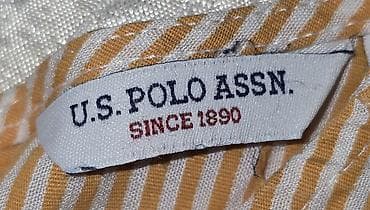 U.S. POLO ASSN.
SINCE 1890